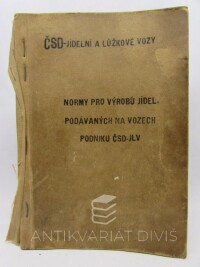 ČSD-JÍDELNÍ A LŮŽKOVÉ VOZY
NORMY PRO VÝROBU JÍDEL,
PODÁVANÝCH NA VOZECH
PODNIKU ČSD-JLV
ANTIKVARIÁT DIVIŠ